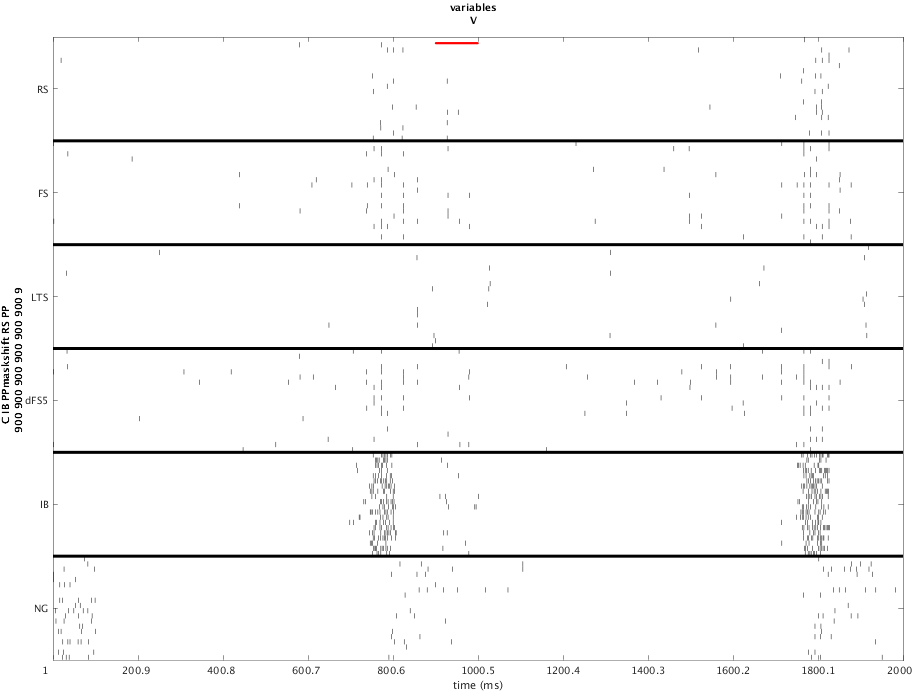 variables
V
C IB PPmaskshift RS PP
900 900 900 900 900 900 9
RS
FS
LTS
dFS5
IB
NG
1 200.9 400.8 600.7 800.6 1000.5 1200.4 1400.3 1600.2 1800.1 2000
time (ms)